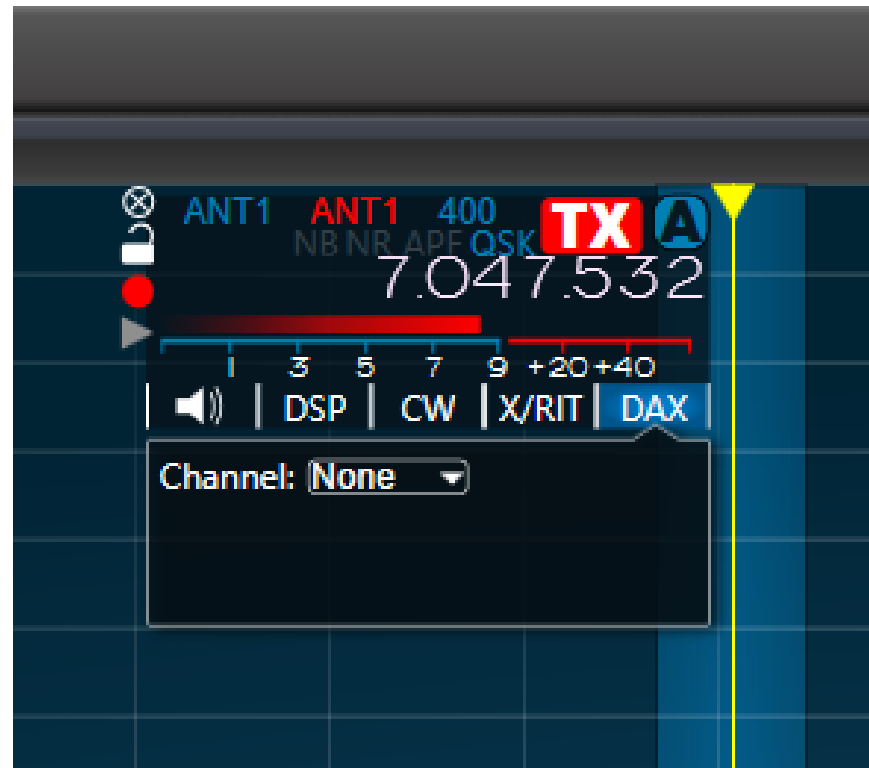 ANT1 ANT1 400 TX A
NB NR APF QSK
7.047.532
1 3 5 7 9 +20 +40
DSP CW X/RIT DAX
Channel: None